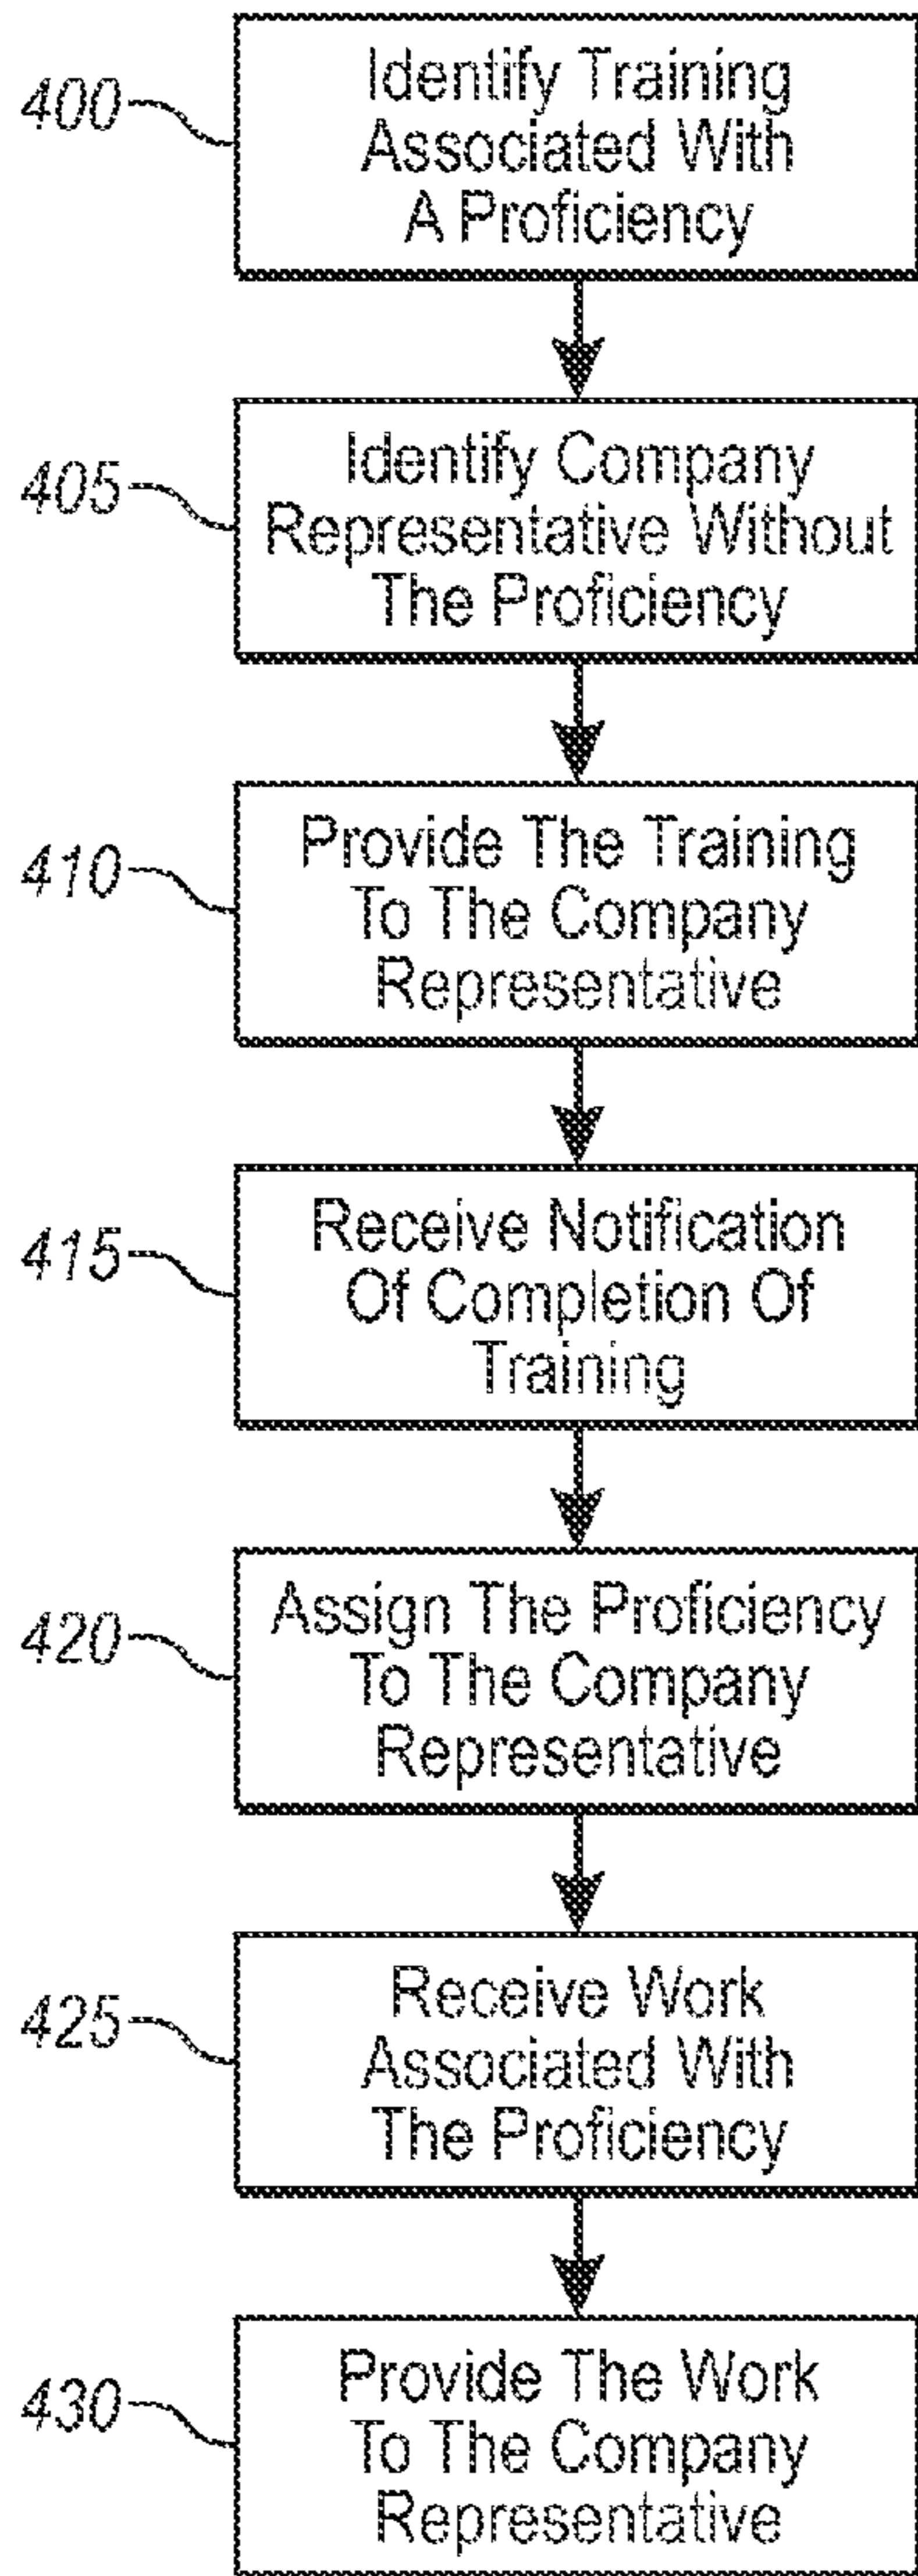 400
Identify Training
Associated With
A Proficiency
405
Identify Company
Representative Without
The Proficiency
410
Provide The Training
To The Company
Representative
415
Receive Notification
Of Completion Of
Training
420
Assign The Proficiency
To The Company
Representative
425
Receive Work
Associated With
The Proficiency
430
Provide The Work
To The Company
Representative